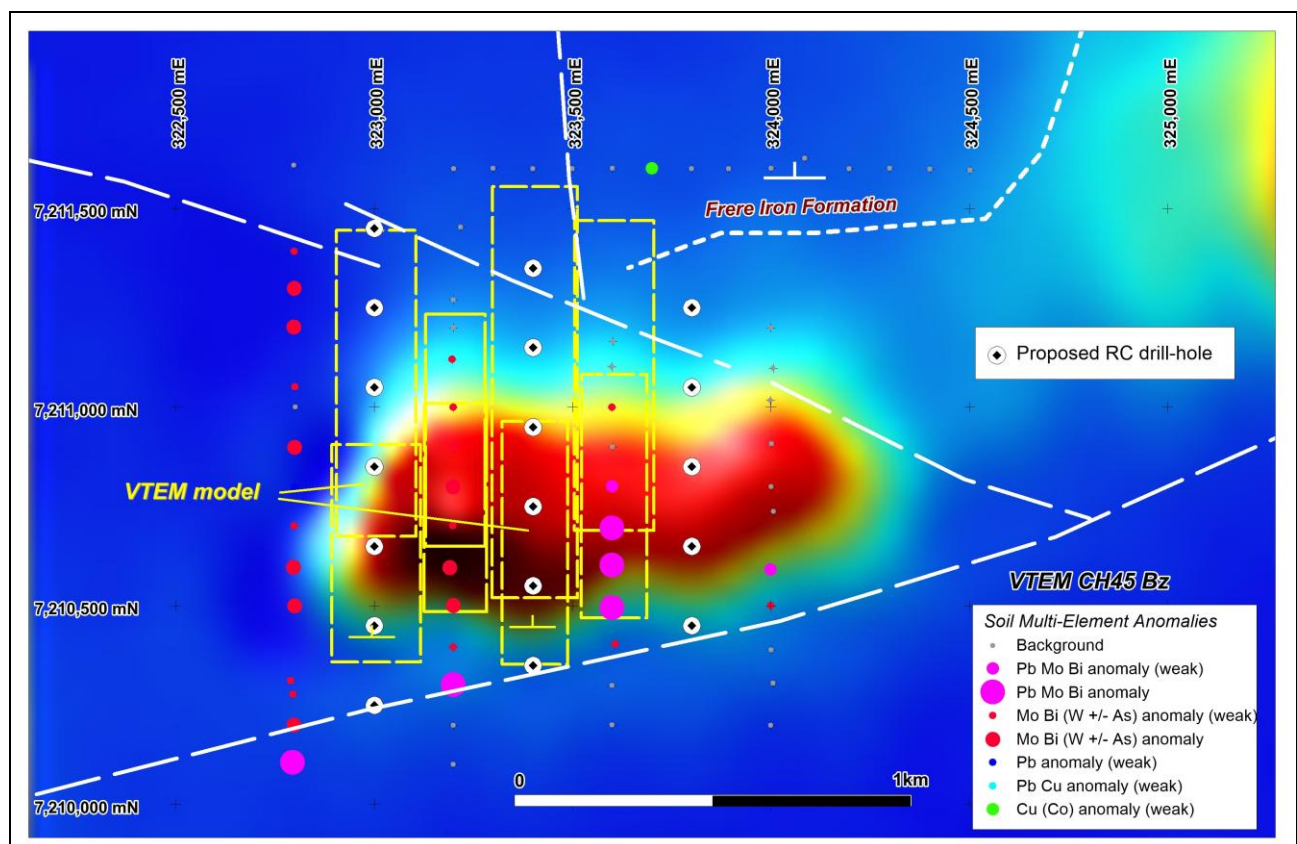 322,500 mE
323,000 mE
323,500 mE
324,000 mE
324,500 mE
325,000 mE
7,211,500 mN
Frere Iron Formation
Proposed RC drill-hole
7,211,000 mN
VTEM model
VTEM CH45 Bz
7,210,500 mN
Soil Multi-Element Anomalies
Background
Pb Mo Bi anomaly (weak)
Pb Mo Bi anomaly
Mo Bi (W +/- As) anomaly (weak)
Mo Bi (W +/- As) anomaly
Pb anomaly (weak)
Pb Cu anomaly (weak)
Cu (Co) anomaly (weak)
0
1km
7,210,000 mN